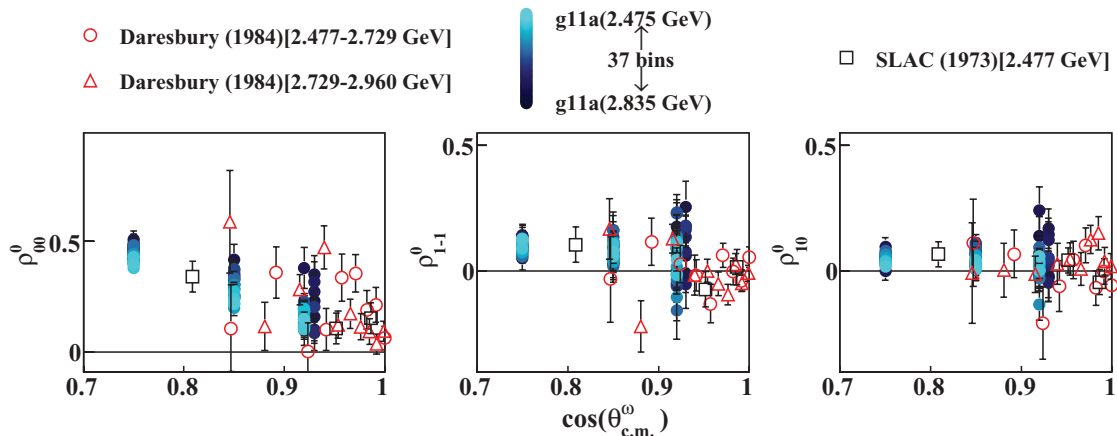 g11a(2.475 GeV)
Daresbury (1984)[2.477-2.729 GeV]
37 bins
SLAC (1973)[2.477 GeV]
Daresbury (1984)[2.729-2.960 GeV]
g11a(2.835 GeV)
ρ⁰₀₀
0.5
0
0.7 0.8 0.9 1
ρ⁰₁₋₁
0.5
0
0.7 0.8 0.9 1
ρ⁰₁₀
0.5
0
0.7 0.8 0.9 1
cos(θ^ω_c.m.)